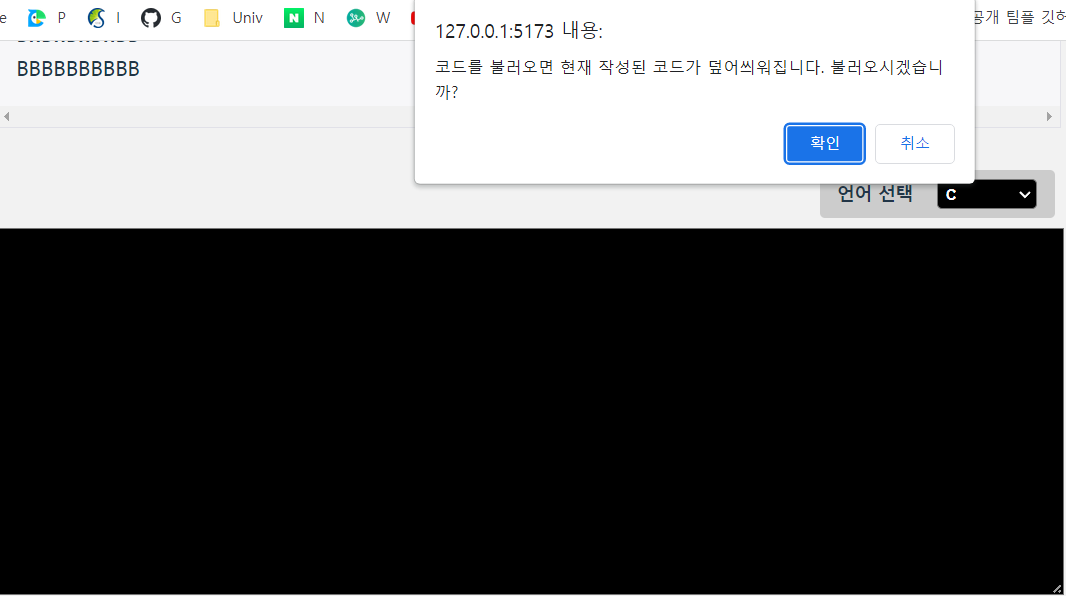 e P I G Univ N N W
공개 팀플 깃허
127.0.0.1:5173 내용:
코드를 불러오면 현재 작성된 코드가 덮어씌워집니다. 불러오시겠습니
까?
확인 취소
BBBBBBBBBB
언어 선택 C